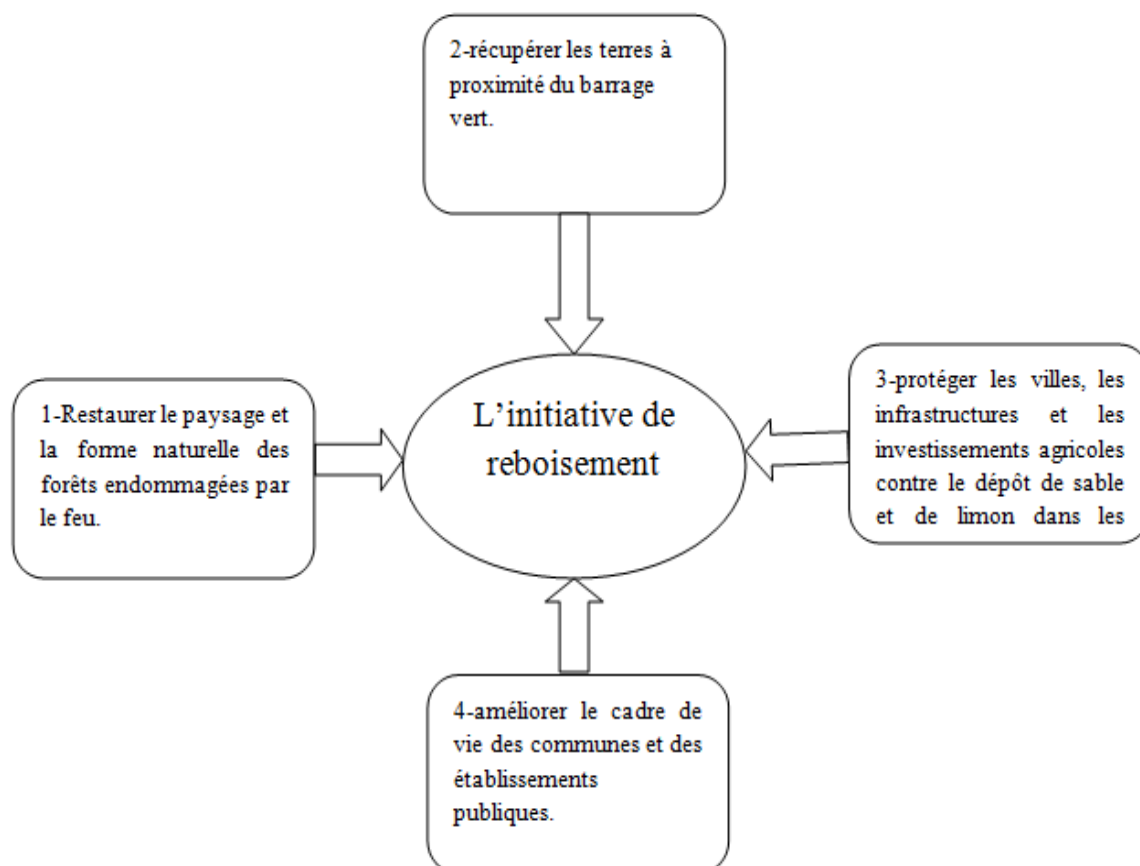 2-récupérer les terres à
proximité du barrage
vert.
1-Restaurer le paysage et
la forme naturelle des
forêts endommagées par
le feu.
L’initiative de
reboisement
3-protéger les villes, les
infrastructures et les
investissements agricoles
contre le dépôt de sable
et de limon dans les
4-améliorer le cadre de
vie des communes et des
établissements
publiques.